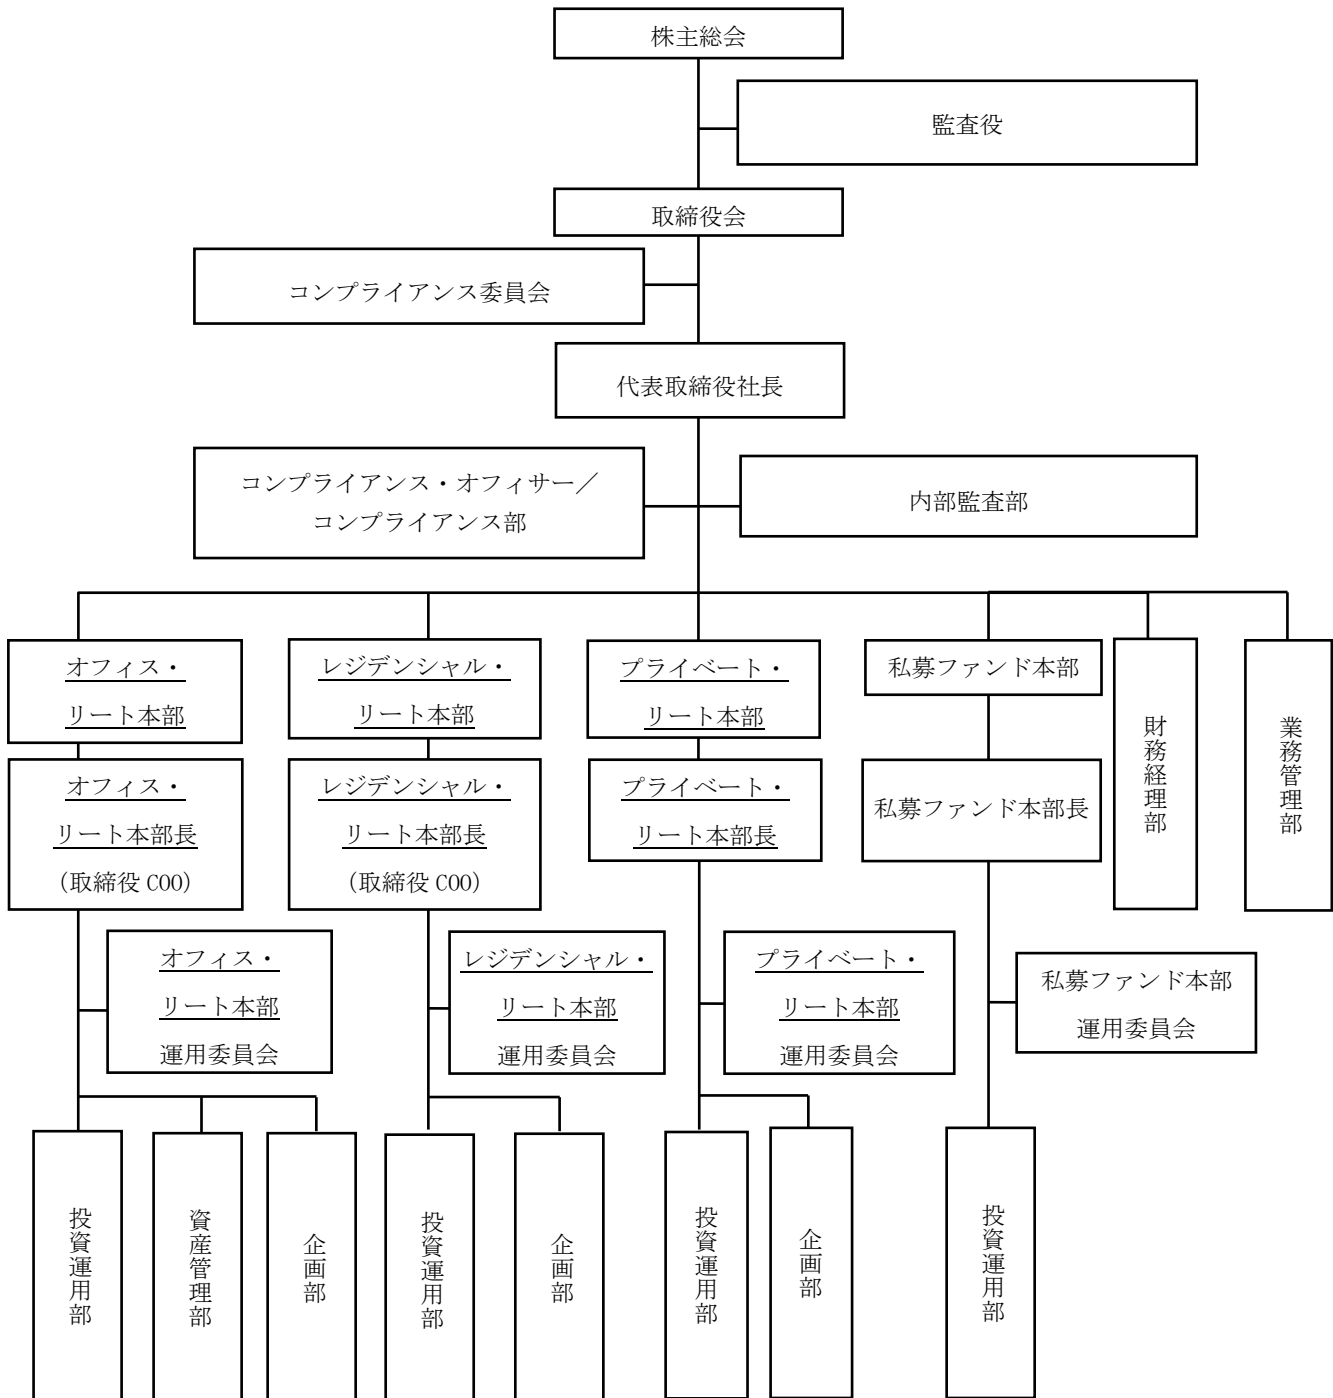 株主総会
監査役
取締役会
コンプライアンス委員会
代表取締役社長
コンプライアンス・オフィサー／
コンプライアンス部
内部監査部
オフィス・
リート本部
レジデンシャル・
リート本部
プライベート・
リート本部
私募ファンド本部
財務経理部
業務管理部
オフィス・
リート本部長
（取締役 COO）
レジデンシャル・
リート本部長
（取締役 COO）
プライベート・
リート本部長
私募ファンド本部長
オフィス・
リート本部
運用委員会
レジデンシャル・
リート本部
運用委員会
プライベート・
リート本部
運用委員会
私募ファンド本部
運用委員会
投資運用部
資産管理部
企画部
投資運用部
企画部
投資運用部
企画部
投資運用部